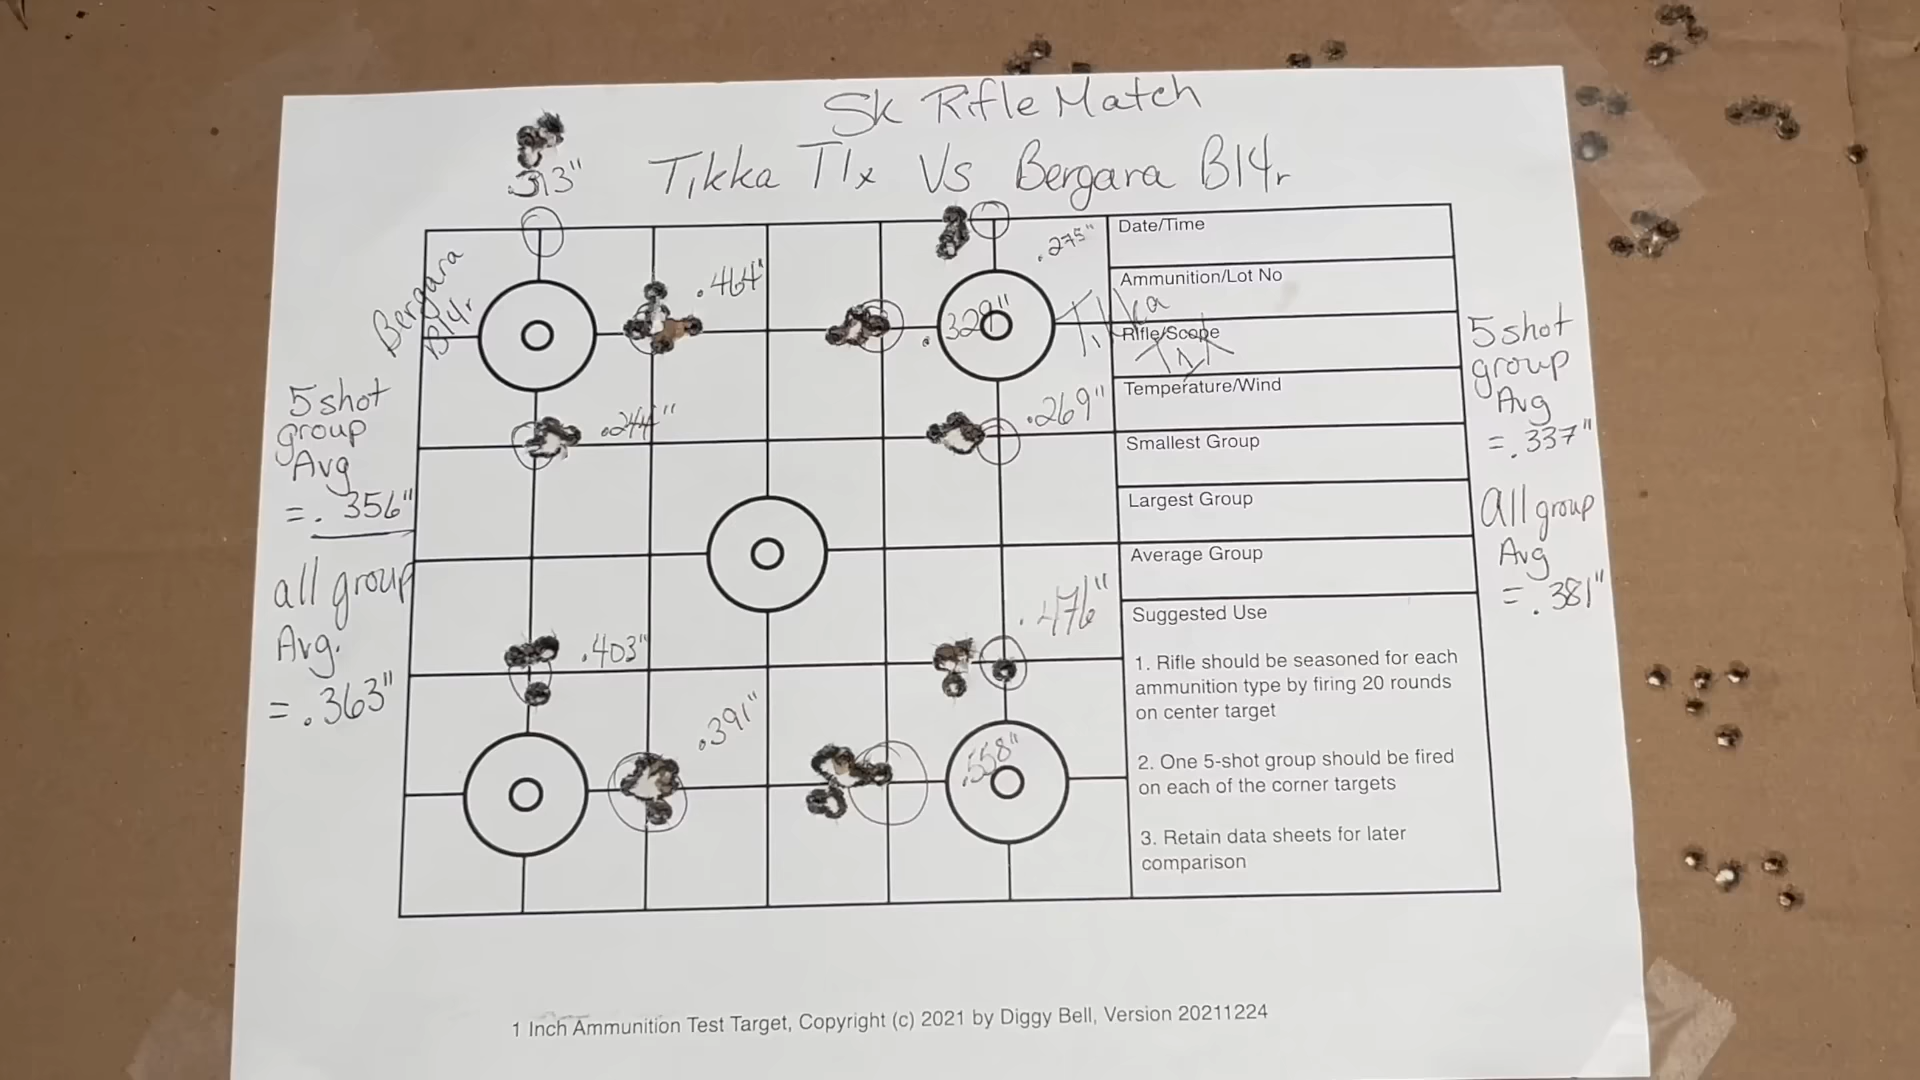 Sk Rifle Match
Tikka T1x Vs Bergara B14r
.313"
Bergara
B14r
.464"
.275"
.329"
Tikka
T1x
.244"
.269"
5 shot
group
Avg
= .356"
all group
Avg.
= .363"
.403"
.391"
.476"
.558"
Date/Time
Ammunition/Lot No
Rifle/Scope
Temperature/Wind
Smallest Group
Largest Group
Average Group
Suggested Use
1. Rifle should be seasoned for each
ammunition type by firing 20 rounds
on center target
2. One 5-shot group should be fired
on each of the corner targets
3. Retain data sheets for later
comparison
5 shot
group
Avg
= .337"
All group
Avg
= .381"
1 Inch Ammunition Test Target, Copyright (c) 2021 by Diggy Bell, Version 20211224